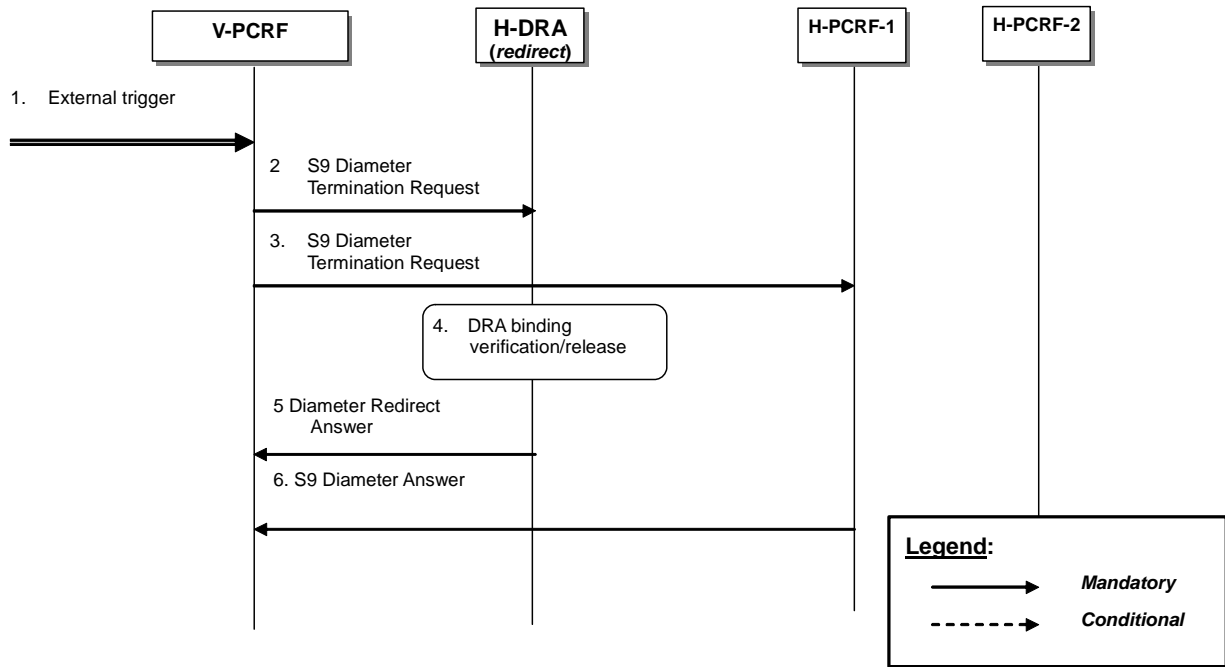 V-PCRF
H-DRA
(redirect)
H-PCRF-1
H-PCRF-2
1. External trigger
2 S9 Diameter
Termination Request
3. S9 Diameter
Termination Request
4. DRA binding
verification/release
5 Diameter Redirect
Answer
6. S9 Diameter Answer
Legend:
Mandatory
Conditional